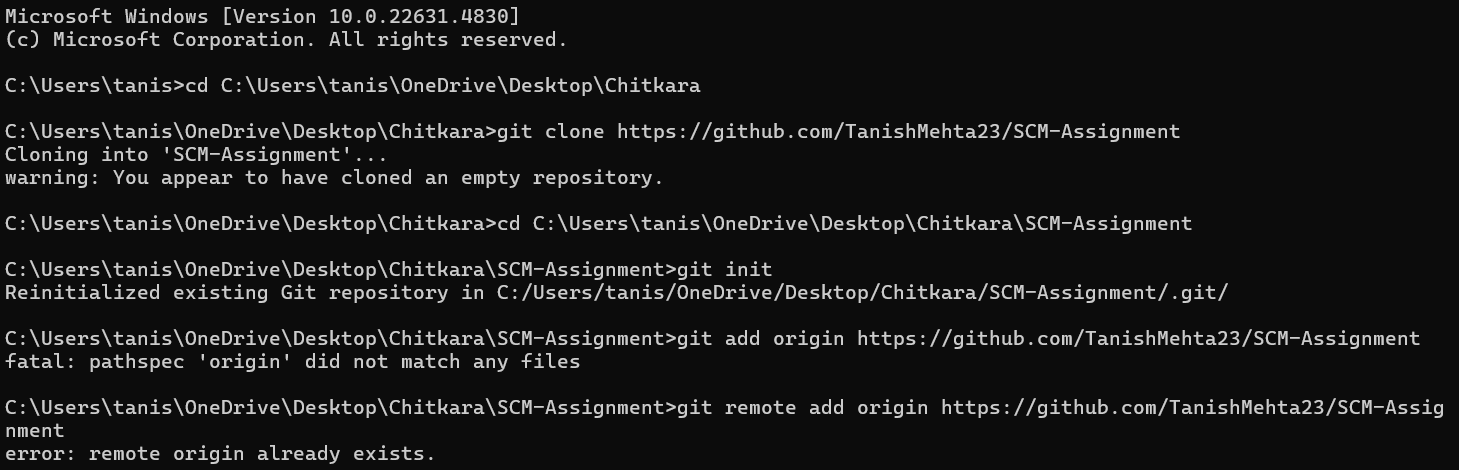 Microsoft Windows [Version 10.0.22631.4830]
(c) Microsoft Corporation. All rights reserved.
C:\Users\tanis>cd C:\Users\tanis\OneDrive\Desktop\Chitkara
C:\Users\tanis\OneDrive\Desktop\Chitkara>git clone https://github.com/TanishMehta23/SCM-Assignment
Cloning into 'SCM-Assignment'...
warning: You appear to have cloned an empty repository.
C:\Users\tanis\OneDrive\Desktop\Chitkara>cd C:\Users\tanis\OneDrive\Desktop\Chitkara\SCM-Assignment
C:\Users\tanis\OneDrive\Desktop\Chitkara\SCM-Assignment>git init
Reinitialized existing Git repository in C:/Users/tanis/OneDrive/Desktop/Chitkara/SCM-Assignment/.git/
C:\Users\tanis\OneDrive\Desktop\Chitkara\SCM-Assignment>git add origin https://github.com/TanishMehta23/SCM-Assignment
fatal: pathspec 'origin' did not match any files
C:\Users\tanis\OneDrive\Desktop\Chitkara\SCM-Assignment>git remote add origin https://github.com/TanishMehta23/SCM-Assig
nment
error: remote origin already exists.